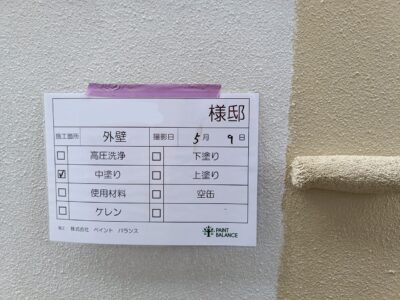 様邸
施工箇所 外壁 撮影日 5月 9日
☐ 高圧洗浄 ☐ 下塗り
☑ 中塗り ☐ 上塗り
☐ 使用材料 ☐ 空缶
☐ ケレン ☐
施工: 株式会社 ペイント バランス
PAINT
BALANCE